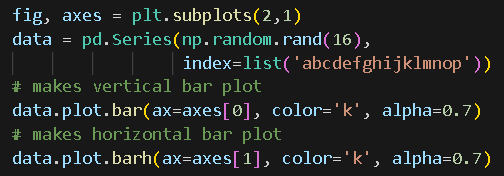 fig, axes = plt.subplots(2,1)
data = pd.Series(np.random.rand(16),
                 index=list('abcdefghijklmnop'))
# makes vertical bar plot
data.plot.bar(ax=axes[0], color='k', alpha=0.7)
# makes horizontal bar plot
data.plot.barh(ax=axes[1], color='k', alpha=0.7)